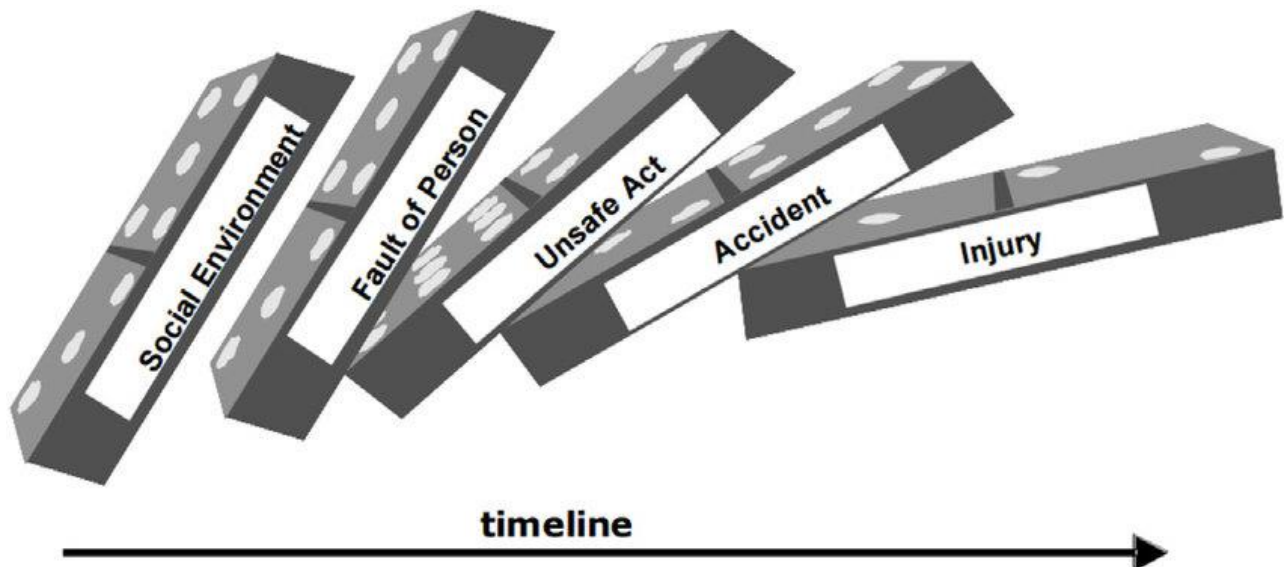 Social Environment
Fault of Person
Unsafe Act
Accident
Injury
timeline